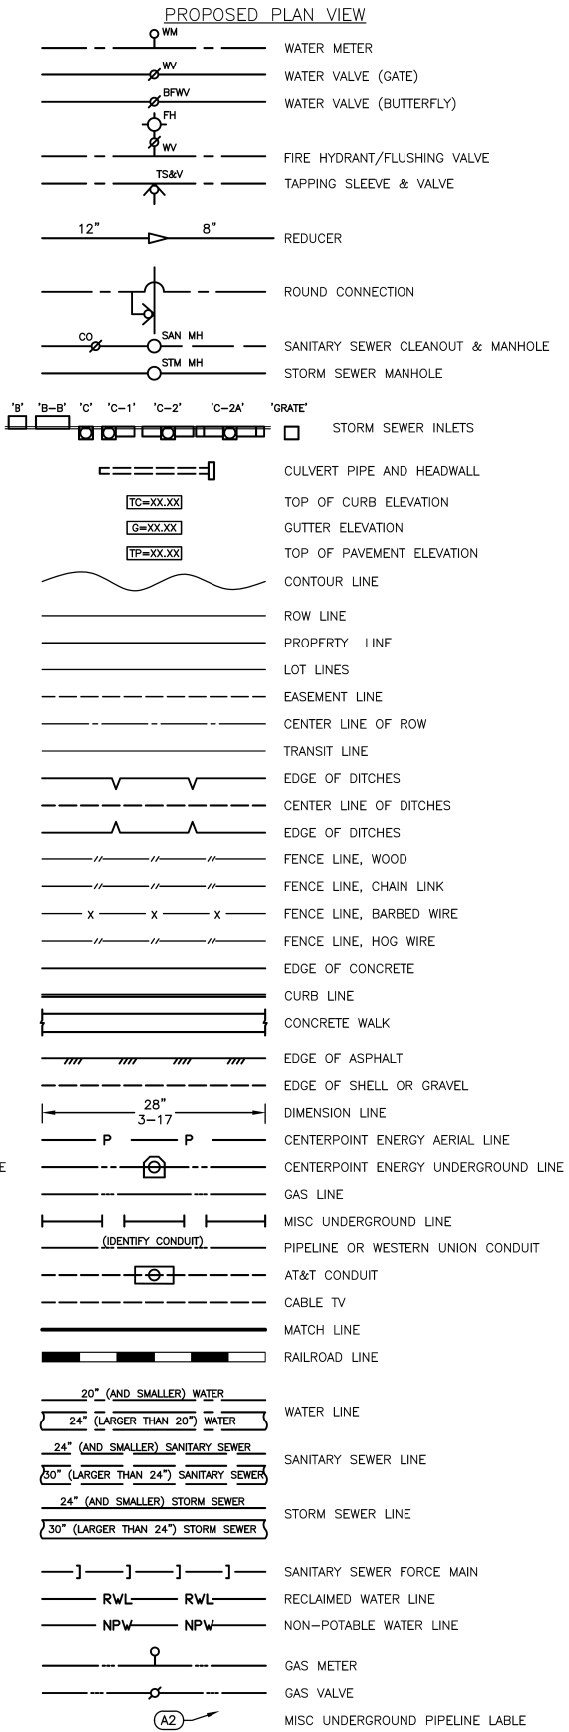 PROPOSED PLAN VIEW
WM
WATER METER
WV
WATER VALVE (GATE)
BFWV
WATER VALVE (BUTTERFLY)
FH
WV
FIRE HYDRANT/FLUSHING VALVE
TS&V
TAPPING SLEEVE & VALVE
12" 8"
REDUCER
ROUND CONNECTION
CO SAN MH
SANITARY SEWER CLEANOUT & MANHOLE
STM MH
STORM SEWER MANHOLE
'B' 'B-B' 'C' 'C-1' 'C-2' 'C-2A' 'GRATE'
STORM SEWER INLETS
CULVERT PIPE AND HEADWALL
TC=XX.XX TOP OF CURB ELEVATION
G=XX.XX GUTTER ELEVATION
TP=XX.XX TOP OF PAVEMENT ELEVATION
CONTOUR LINE
ROW LINE
PROPERTY LINE
LOT LINES
EASEMENT LINE
CENTER LINE OF ROW
TRANSIT LINE
EDGE OF DITCHES
CENTER LINE OF DITCHES
EDGE OF DITCHES
FENCE LINE, WOOD
FENCE LINE, CHAIN LINK
X X X FENCE LINE, BARBED WIRE
FENCE LINE, HOG WIRE
EDGE OF CONCRETE
CURB LINE
CONCRETE WALK
EDGE OF ASPHALT
EDGE OF SHELL OR GRAVEL
28"
3-17
DIMENSION LINE
P P CENTERPOINT ENERGY AERIAL LINE
E
CENTERPOINT ENERGY UNDERGROUND LINE
GAS LINE
MISC UNDERGROUND LINE
(IDENTIFY CONDUIT)
PIPELINE OR WESTERN UNION CONDUIT
AT&T CONDUIT
CABLE TV
MATCH LINE
RAILROAD LINE
20" (AND SMALLER) WATER
24" (LARGER THAN 20") WATER
WATER LINE
24" (AND SMALLER) SANITARY SEWER
30" (LARGER THAN 24") SANITARY SEWER
SANITARY SEWER LINE
24" (AND SMALLER) STORM SEWER
30" (LARGER THAN 24") STORM SEWER
STORM SEWER LINE
SANITARY SEWER FORCE MAIN
RWL RWL RECLAIMED WATER LINE
NPW NPW NON-POTABLE WATER LINE
GAS METER
GAS VALVE
A2 MISC UNDERGROUND PIPELINE LABLE